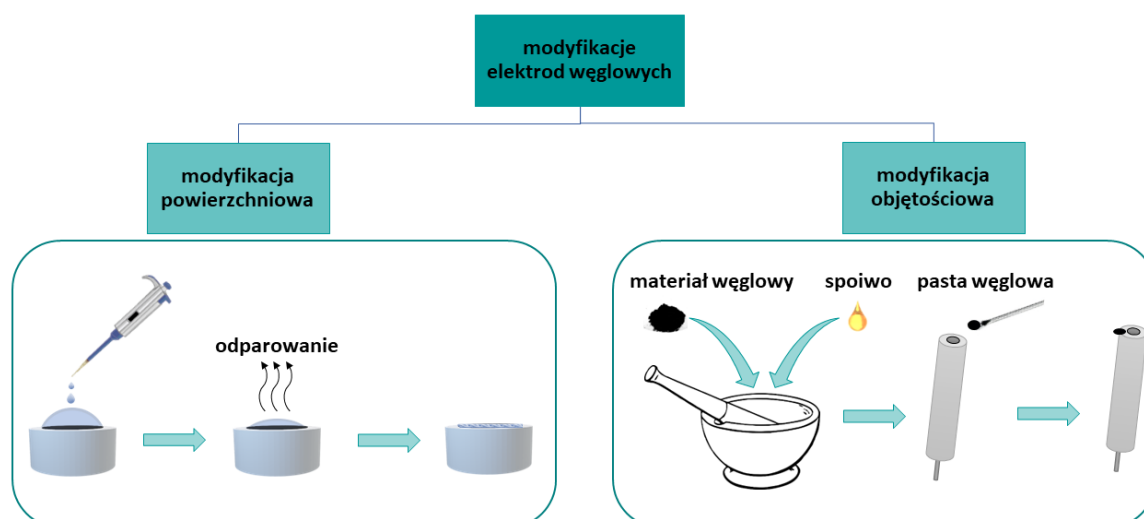 modyfikacje
elektrod węglowych
modyfikacja
powierzchniowa
modyfikacja
objętościowa
odparowanie
materiał węglowy
spoiwo
pasta węglowa